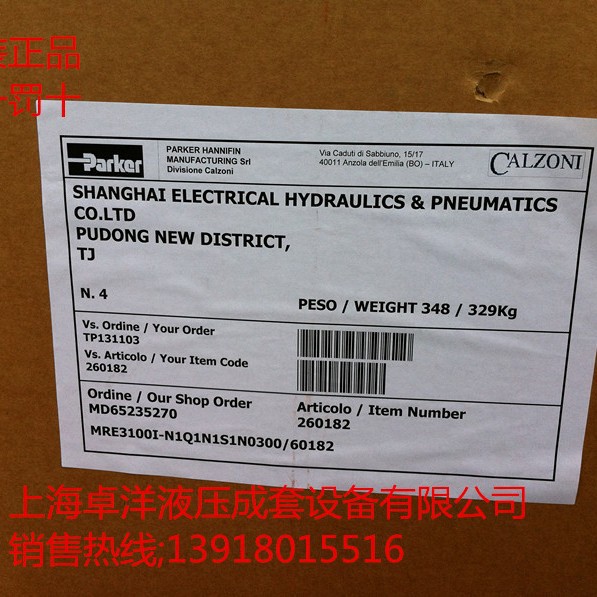 正品
罚十
Parker
PARKER HANNIFIN
MANUFACTURING Srl
Divisione Calzoni
Via Caduti di Sabbiuno, 15/17
40011 Anzola dell'Emilia (BO) – ITALY
CALZONI
SHANGHAI ELECTRICAL HYDRAULICS & PNEUMATICS
CO.LTD
PUDONG NEW DISTRICT,
TJ
N. 4
PESO / WEIGHT 348 / 329Kg
Vs. Ordine / Your Order
TP131103
Vs. Articolo / Your Item Code
260182
Ordine / Our Shop Order
MD65235270
Articolo / Item Number
260182
MRE3100I-N1Q1N1S1N0300/60182
上海卓洋液压成套设备有限公司
销售热线;13918015516